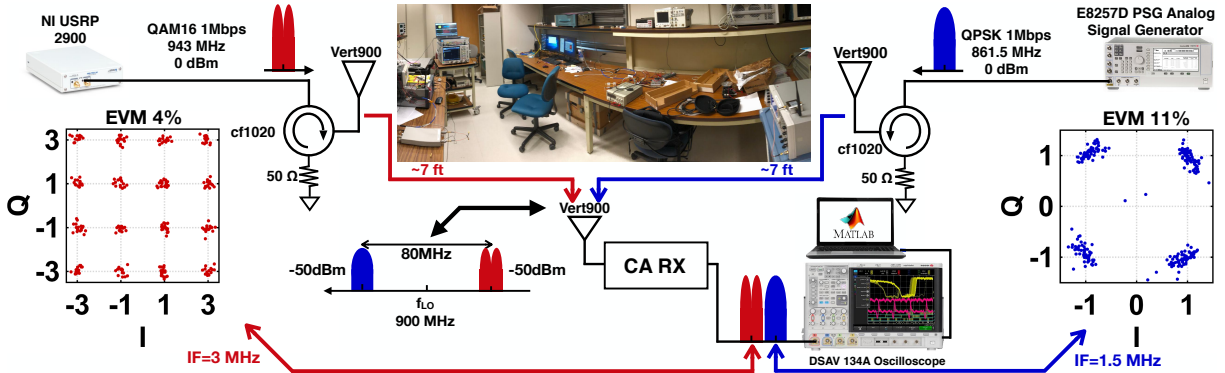 NI USRP
2900
QAM16 1Mbps
943 MHz
0 dBm
Vert900
cf1020
50 Ω
EVM 4%
3
1
-1
-3
Q
-3
-1
1
3
I
IF=3 MHz
~7 ft
~7 ft
Vert900
80MHz
-50dBm
-50dBm
fLO
900 MHz
CA RX
MATLAB
DSAV 134A Oscilloscope
Vert900
QPSK 1Mbps
861.5 MHz
0 dBm
E8257D PSG Analog
Signal Generator
cf1020
50 Ω
EVM 11%
1
0
-1
Q
-1
0
1
I
IF=1.5 MHz